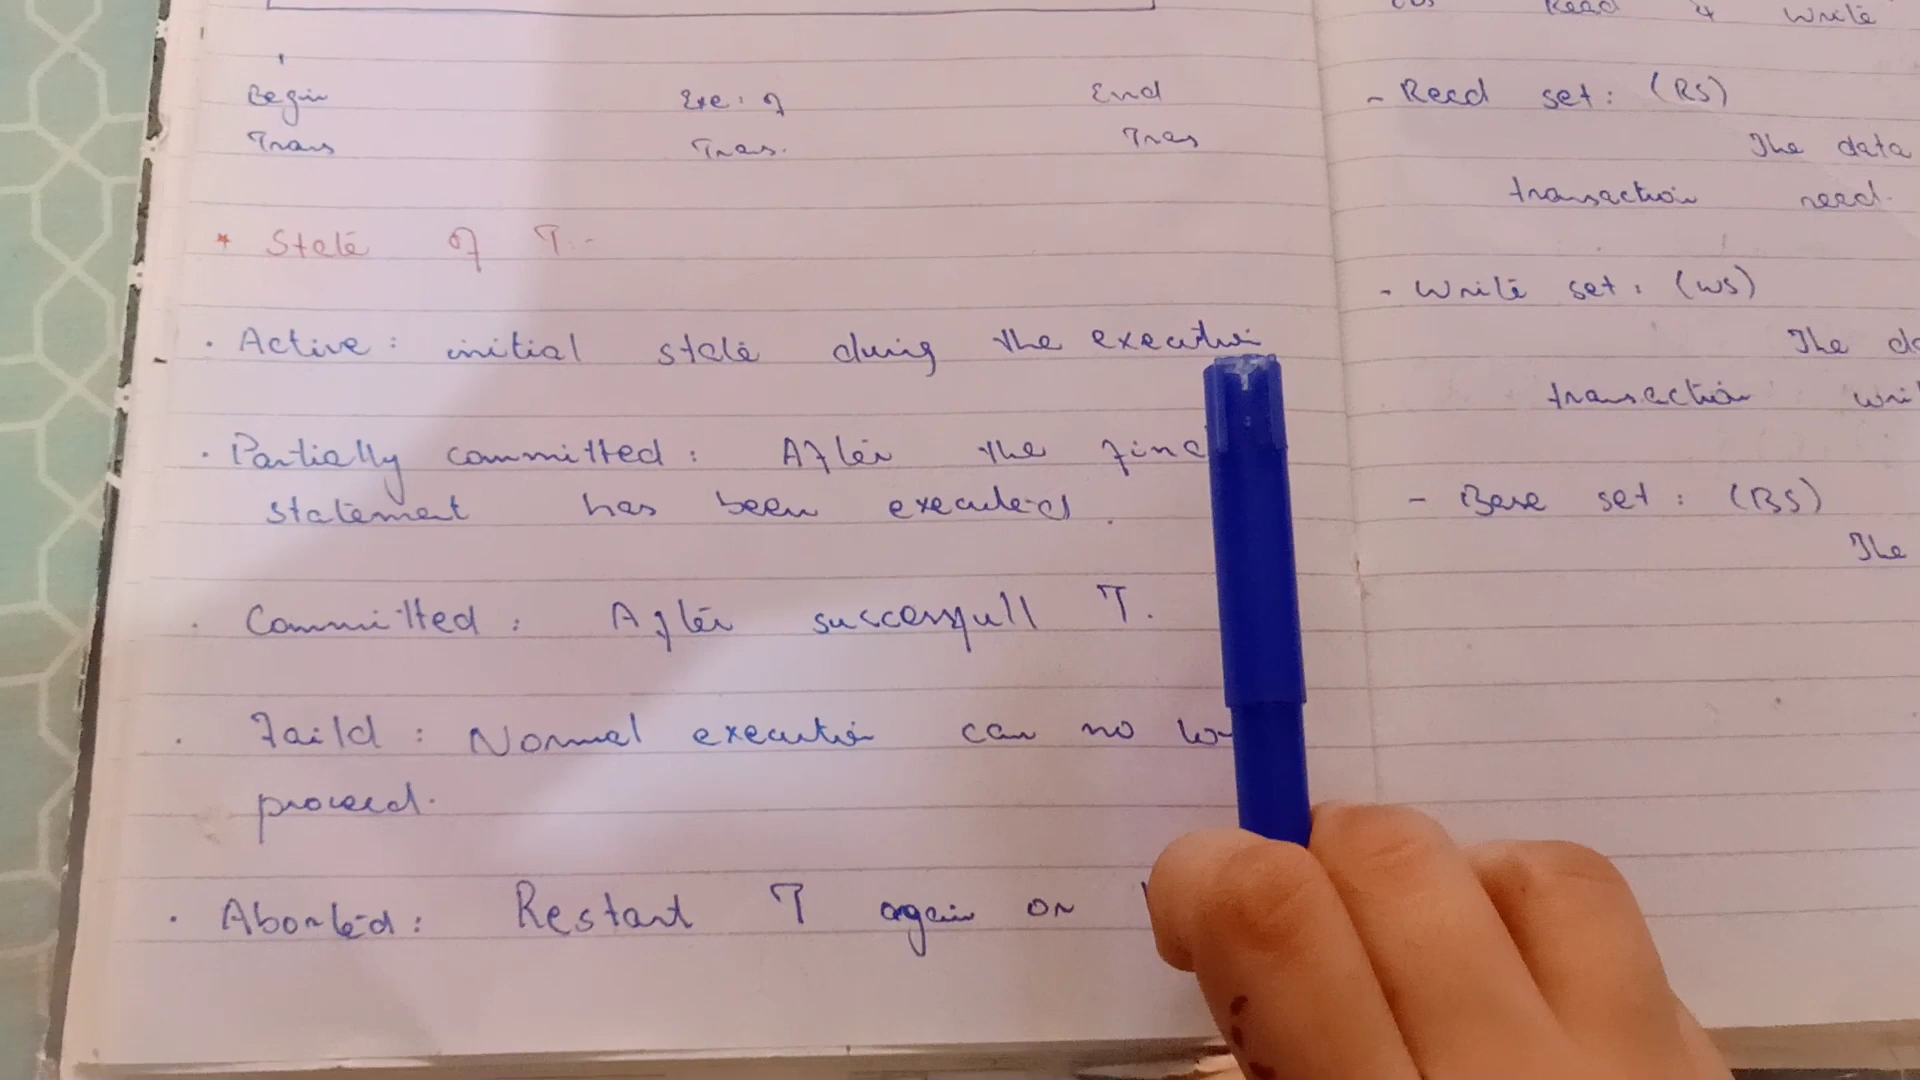 Begin Exe: of End
Trans Trans. Tras
* State of T:-
. Active: initial state during the execution
. Partially committed: After the
statement has been executed.
. Committed: After successfull T.
. Faild: Normal execution can no
proceed.
. Aborted: Restart T again or
Read & Write
- Read set: (RS)
The data
transaction read.
- Write set: (WS)
The
transaction
- Base set: (BS)
The